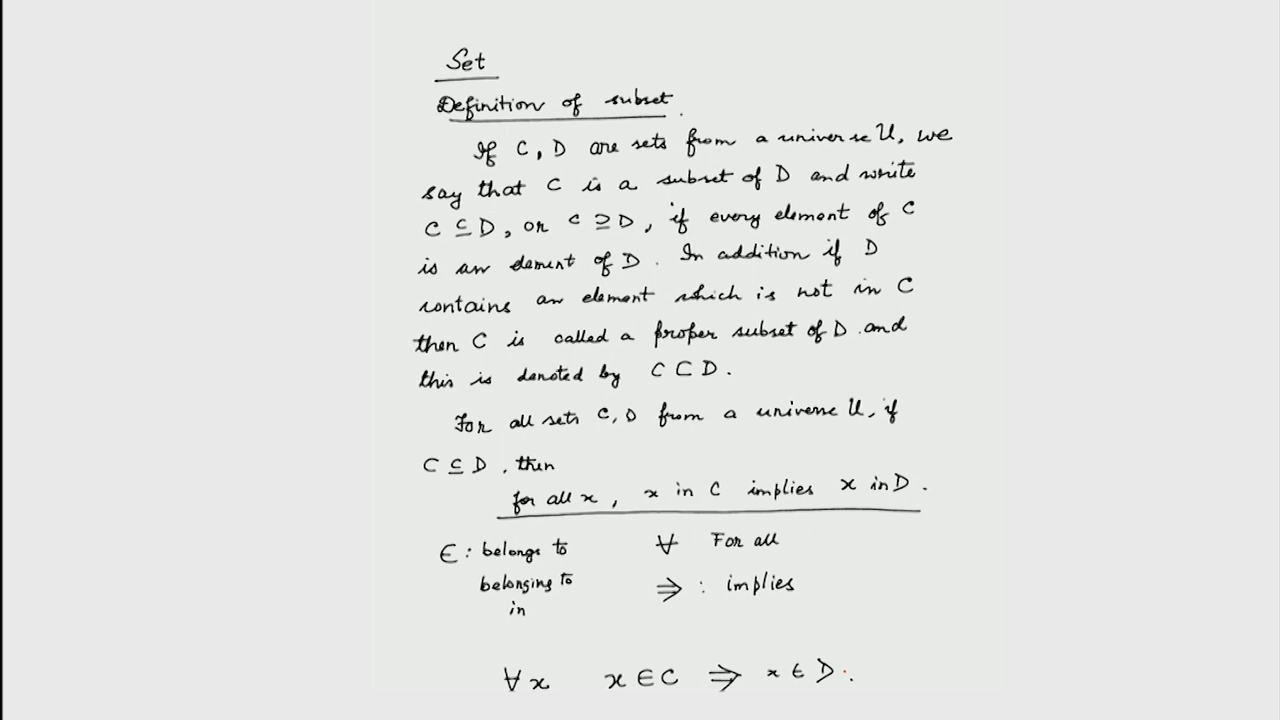 Set
Definition of subset.
If C, D are sets from a universe U, we
say that C is a subset of D and write
C ⊆ D, or C ⊇ D, if every element of C
is an element of D. In addition if D
contains an element which is not in C
then C is called a proper subset of D and
this is denoted by C ⊂ D.
For all sets C, D from a universe U, if
C ⊆ D, then
for all x, x in C implies x in D.
∈ : belongs to ∀ For all
belonging to ⇒ : implies
in
∀ x x ∈ C ⇒ x ∈ D.